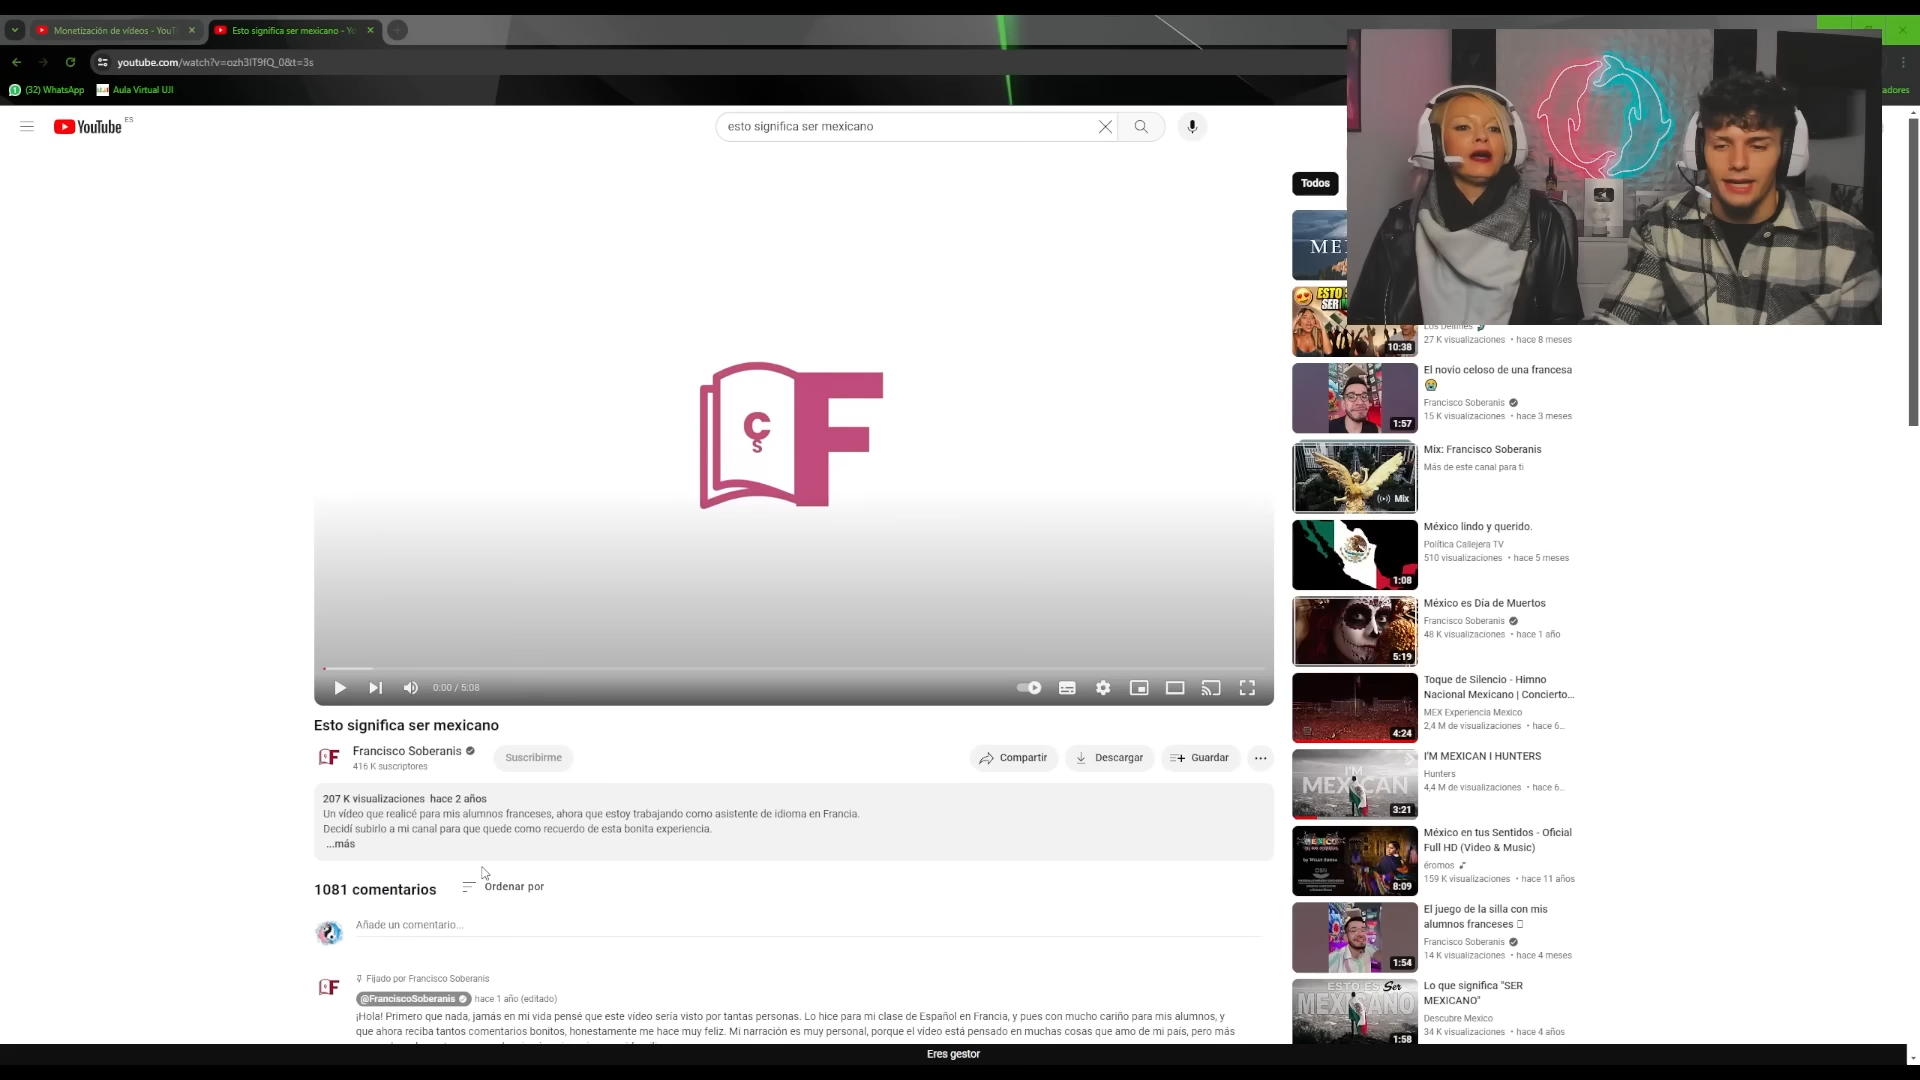 Monetización de vídeos - YouT
Esto significa ser mexicano - Yo
youtube.com/watch?v=ozh3IT9fQ_0&t=3s
(32) WhatsApp
Aula Virtual UJI
adores
YouTube ES
esto significa ser mexicano
Todos
ME
ESTO S
SER
10:38
27 K visualizaciones • hace 8 meses
El novio celoso de una francesa
Francisco Soberanis
15 K visualizaciones • hace 3 meses
1:57
Mix: Francisco Soberanis
Más de este canal para ti
Mix
México lindo y querido.
Política Callejera TV
510 visualizaciones • hace 5 meses
1:08
México es Día de Muertos
Francisco Soberanis
48 K visualizaciones • hace 1 año
5:19
Toque de Silencio - Himno
Nacional Mexicano | Concierto...
MEX Experiencia Mexico
2,4 M de visualizaciones • hace 6...
4:24
I'M MEXICAN I HUNTERS
Hunters
4,4 M de visualizaciones • hace 6...
I'M
MEXICAN
3:21
México en tus Sentidos - Oficial
Full HD (Video & Music)
éromos
159 K visualizaciones • hace 11 años
8:09
El juego de la silla con mis
alumnos franceses
Francisco Soberanis
14 K visualizaciones • hace 4 meses
1:54
Lo que significa "SER
MEXICANO"
Descubre Mexico
34 K visualizaciones • hace 4 años
ESTO ES Ser
MEXICANO
1:58
Ç
S
F
0:00 / 5:08
Esto significa ser mexicano
Francisco Soberanis
416 K suscriptores
Suscribirme
Compartir
Descargar
Guardar
207 K visualizaciones hace 2 años
Un vídeo que realicé para mis alumnos franceses, ahora que estoy trabajando como asistente de idioma en Francia.
Decidí subirlo a mi canal para que quede como recuerdo de esta bonita experiencia.
...más
1081 comentarios
Ordenar por
Añade un comentario...
Fijado por Francisco Soberanis
@FranciscoSoberanis hace 1 año (editado)
¡Hola! Primero que nada, jamás en mi vida pensé que este vídeo sería visto por tantas personas. Lo hice para mi clase de Español en Francia, y pues con mucho cariño para mis alumnos, y
que ahora reciba tantos comentarios bonitos, honestamente me hace muy feliz. Mi narración es muy personal, porque el vídeo está pensado en muchas cosas que amo de mi país, pero más
Eres gestor